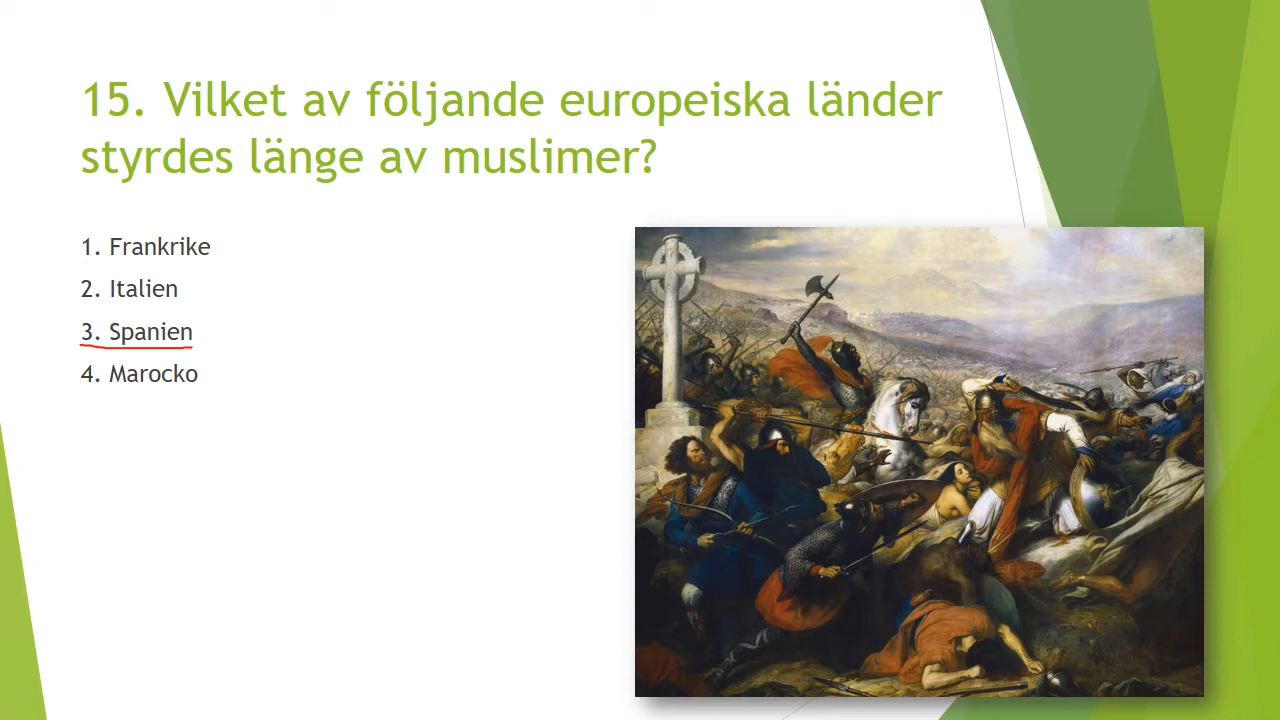 15. Vilket av följande europeiska länder
styrdes länge av muslimer?
1. Frankrike
2. Italien
3. Spanien
4. Marocko